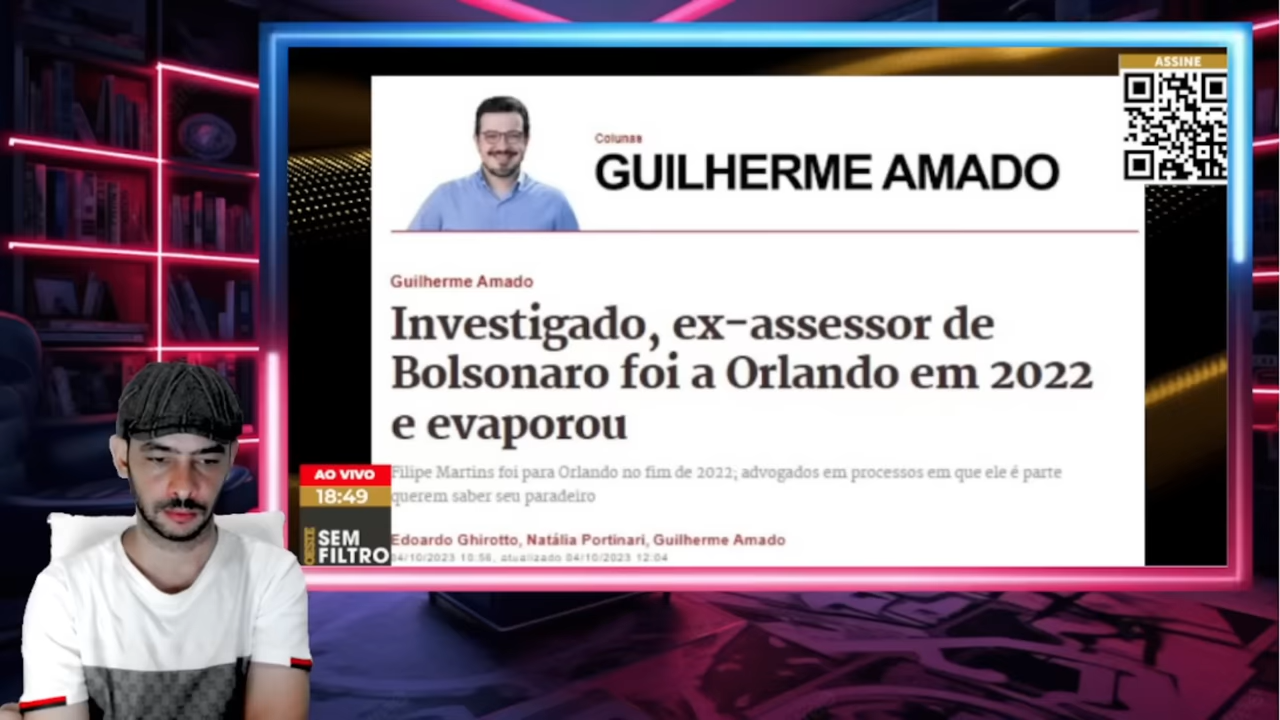 ASSINE
Colunas
GUILHERME AMADO
Guilherme Amado
Investigado, ex-assessor de
Bolsonaro foi a Orlando em 2022
e evaporou
Filipe Martins foi para Orlando no fim de 2022; advogados em processos em que ele é parte
querem saber seu paradeiro
Edoardo Ghirotto, Natália Portinari, Guilherme Amado
04/10/2023 10:56, atualizado 04/10/2023 12:04
AO VIVO
18:49
SEM
FILTRO